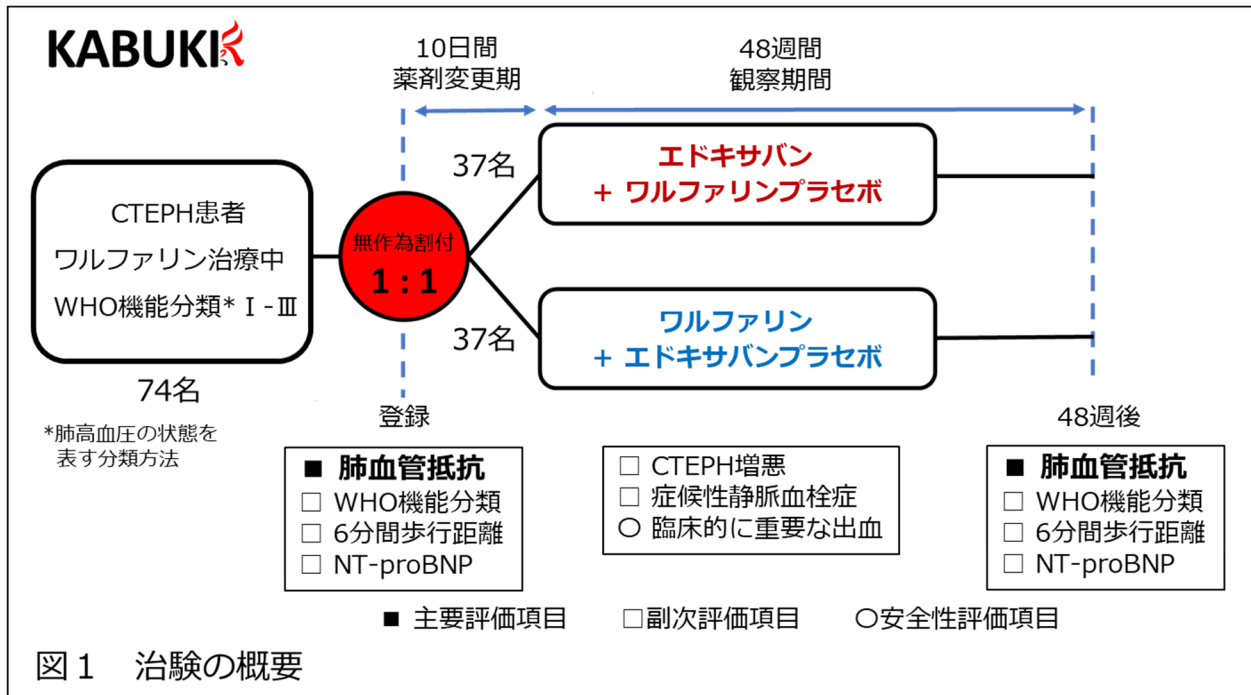 KABUKI
10日間
薬剤変更期
48週間
観察期間
CTEPH患者
ワルファリン治療中
WHO機能分類* Ⅰ-Ⅲ
74名
*肺高血圧の状態を
表す分類方法
無作為割付
1:1
37名
エドキサバン
+ ワルファリンプラセボ
37名
ワルファリン
+ エドキサバンプラセボ
登録
■ 肺血管抵抗
□ WHO機能分類
□ 6分間歩行距離
□ NT-proBNP
□ CTEPH増悪
□ 症候性静脈血栓症
○ 臨床的に重要な出血
48週後
■ 肺血管抵抗
□ WHO機能分類
□ 6分間歩行距離
□ NT-proBNP
■ 主要評価項目 □副次評価項目 ○安全性評価項目
図1 治験の概要